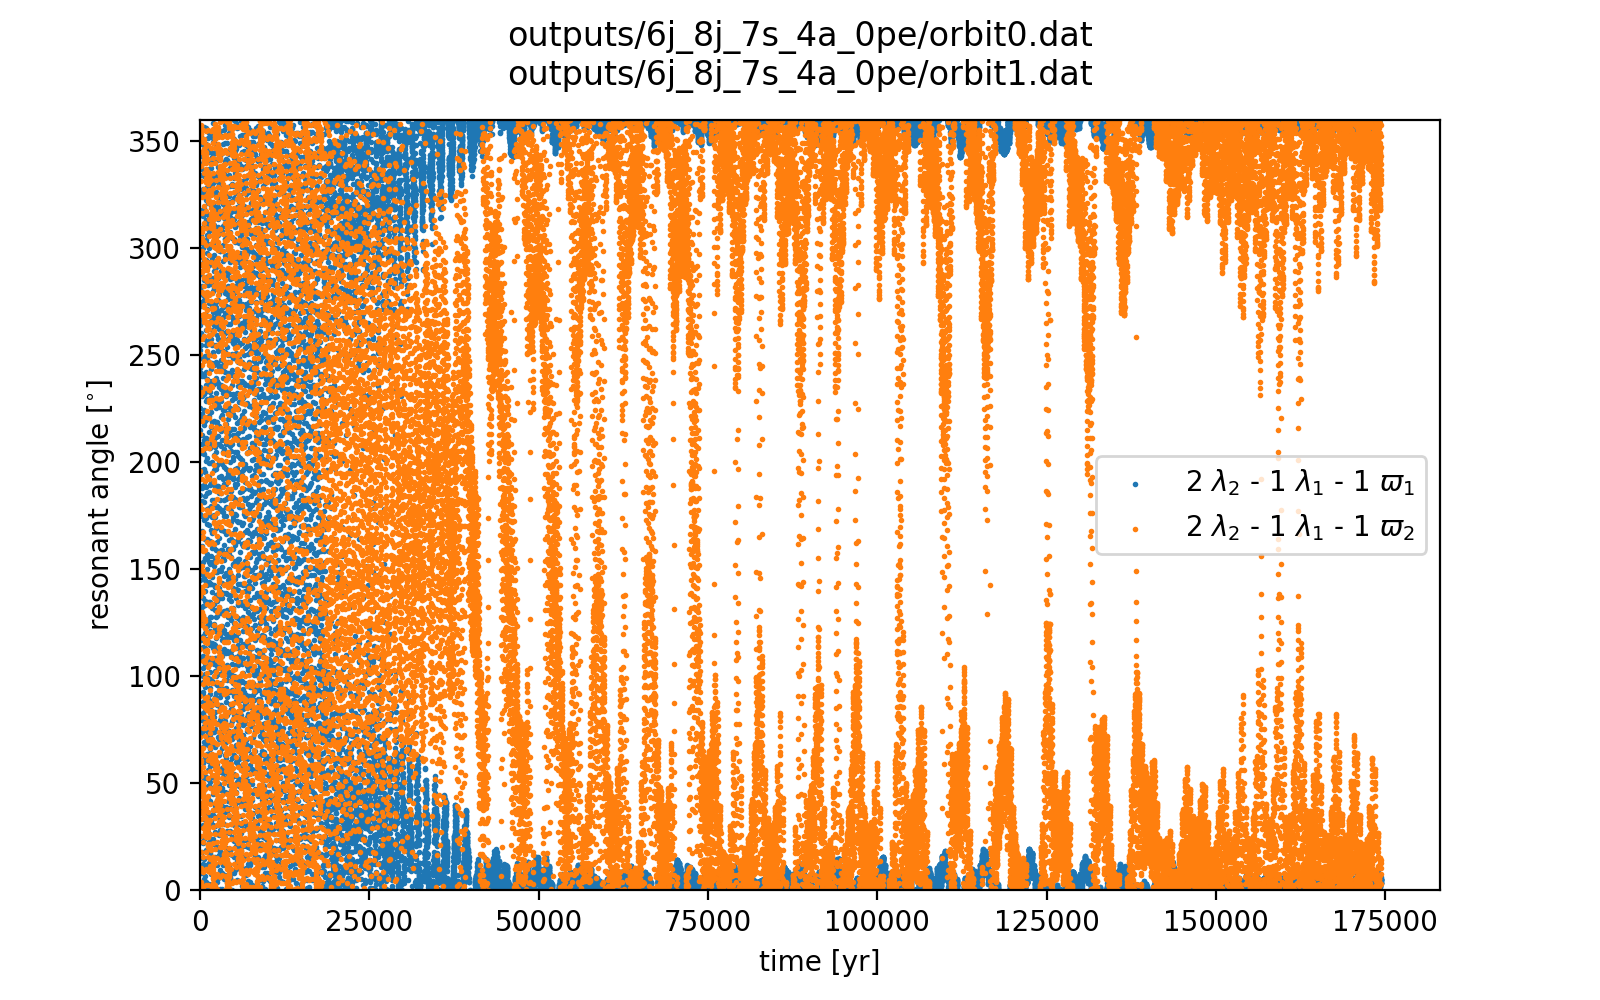 outputs/6j_8j_7s_4a_0pe/orbit0.dat
outputs/6j_8j_7s_4a_0pe/orbit1.dat
350
300
250
200
150
100
50
0
resonant angle [°]
2 λ₂ - 1 λ₁ - 1 ϖ₁
2 λ₂ - 1 λ₁ - 1 ϖ₂
0 25000 50000 75000 100000 125000 150000 175000
time [yr]